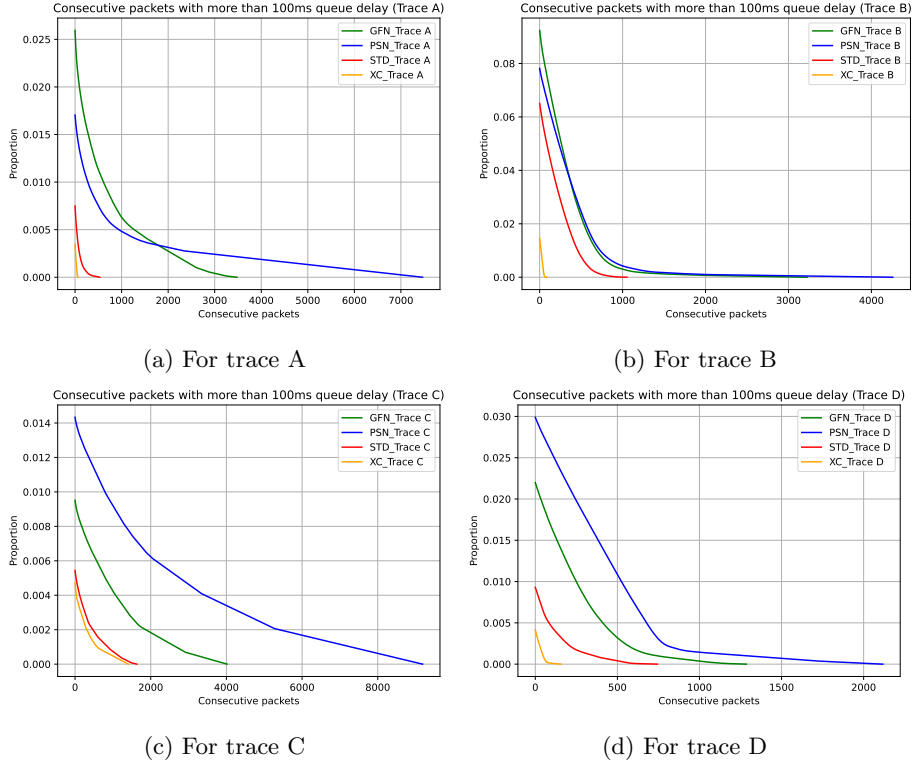 Consecutive packets with more than 100ms queue delay (Trace A)
Proportion
0.025
0.020
0.015
0.010
0.005
0.000
GFN_Trace A
PSN_Trace A
STD_Trace A
XC_Trace A
0 1000 2000 3000 4000 5000 6000 7000
Consecutive packets
(a) For trace A
Consecutive packets with more than 100ms queue delay (Trace B)
Proportion
0.08
0.06
0.04
0.02
0.00
GFN_Trace B
PSN_Trace B
STD_Trace B
XC_Trace B
0 1000 2000 3000 4000
Consecutive packets
(b) For trace B
Consecutive packets with more than 100ms queue delay (Trace C)
Proportion
0.014
0.012
0.010
0.008
0.006
0.004
0.002
0.000
GFN_Trace C
PSN_Trace C
STD_Trace C
XC_Trace C
0 2000 4000 6000 8000
Consecutive packets
(c) For trace C
Consecutive packets with more than 100ms queue delay (Trace D)
Proportion
0.030
0.025
0.020
0.015
0.010
0.005
0.000
GFN_Trace D
PSN_Trace D
STD_Trace D
XC_Trace D
0 500 1000 1500 2000
Consecutive packets
(d) For trace D